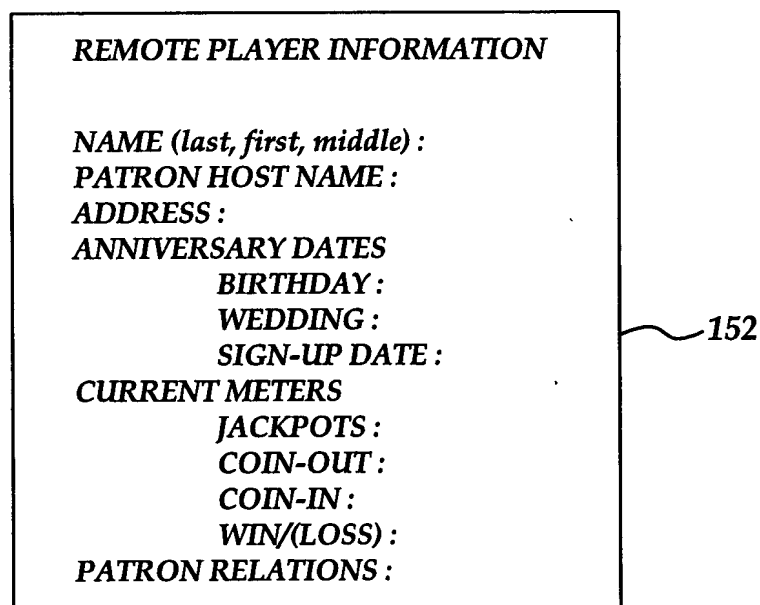 REMOTE PLAYER INFORMATION
NAME (last, first, middle) :
PATRON HOST NAME :
ADDRESS :
ANNIVERSARY DATES
BIRTHDAY :
WEDDING :
152
SIGN-UP DATE :
CURRENT METERS
JACKPOTS :
COIN-OUT :
COIN-IN :
WIN/(LOSS) :
PATRON RELATIONS :